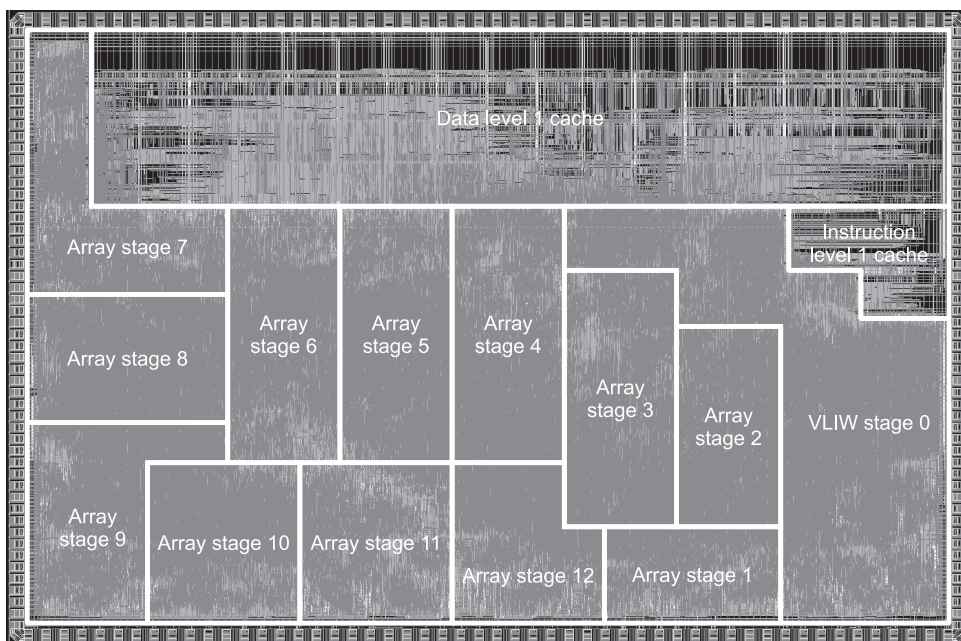 Data level 1 cache
Instruction
level 1 cache
Array stage 7
Array stage 8
Array
stage 6
Array
stage 5
Array
stage 4
Array
stage 3
Array
stage 2
VLIW stage 0
Array
stage 9
Array stage 10
Array stage 11
Array stage 12
Array stage 1